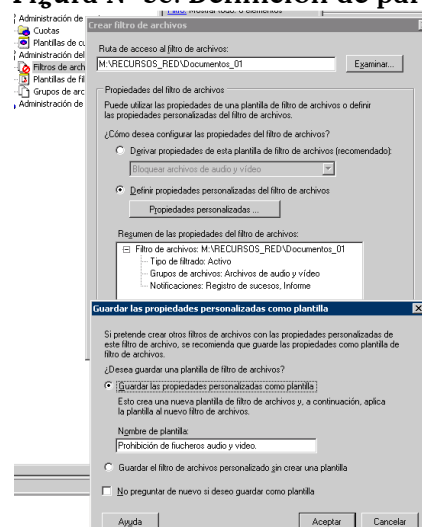 Administración de
Cuotas
Plantillas de cu
Administración del
Filtros de arch
Plantillas de fil
Grupos de arc
Administración de
Crear filtro de archivos
Ruta de acceso al filtro de archivos:
M:\RECURSOS_RED\Documentos_01
Examinar...
Propiedades del filtro de archivos
Puede utilizar las propiedades de una plantilla de filtro de archivos o definir
las propiedades personalizadas del filtro de archivos.
¿Cómo desea configurar las propiedades del filtro de archivos?
Derivar propiedades de esta plantilla de filtro de archivos (recomendado):
Bloquear archivos de audio y vídeo
Definir propiedades personalizadas del filtro de archivos
Propiedades personalizadas ...
Resumen de las propiedades del filtro de archivos:
Filtro de archivos: M:\RECURSOS_RED\Documentos_01
Tipo de filtrado: Activo
Grupos de archivos: Archivos de audio y vídeo
Notificaciones: Registro de sucesos, Informe
Guardar las propiedades personalizadas como plantilla
Si pretende crear otros filtros de archivos con las propiedades personalizadas de
este filtro de archivo, se recomienda que guarde las propiedades como plantilla de
filtro de archivos.
¿Desea guardar una plantilla de filtro de archivos?
Guardar las propiedades personalizadas como plantilla
Esto crea una nueva plantilla de filtro de archivos y, a continuación, aplica
la plantilla al nuevo filtro de archivos.
Nombre de plantilla:
Prohibición de fiucheros audio y video.
Guardar el filtro de archivos personalizado sin crear una plantilla
No preguntar de nuevo si deseo guardar como plantilla
Ayuda
Aceptar
Cancelar